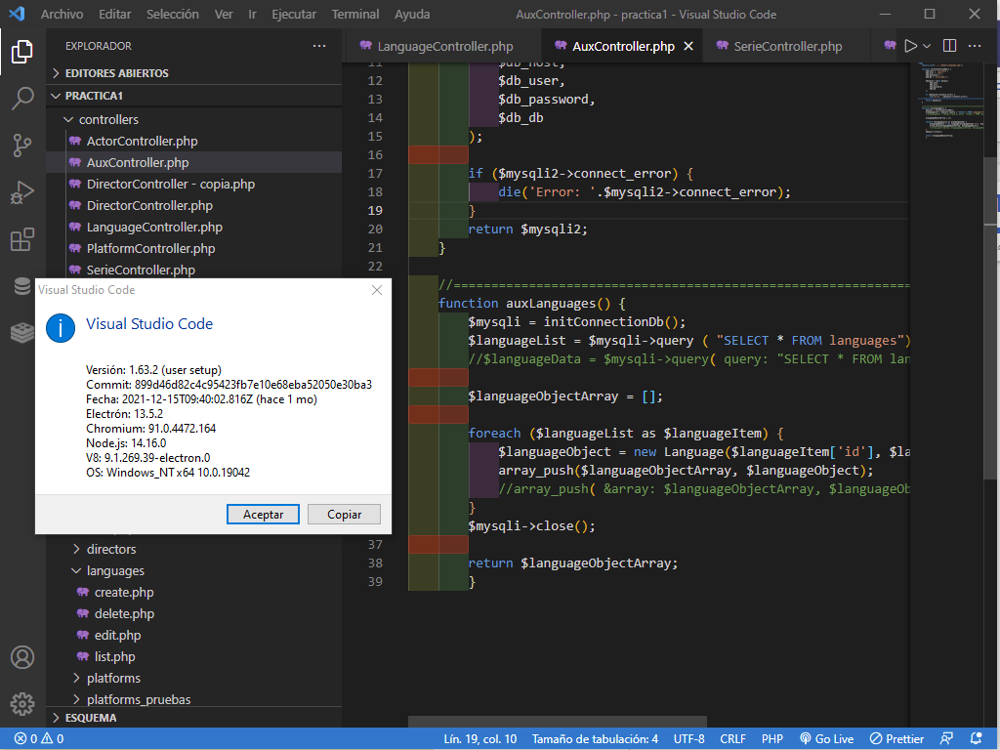 Archivo Editar Selección Ver Ir Ejecutar Terminal Ayuda AuxController.php - practica1 - Visual Studio Code
EXPLORADOR
LanguageController.php AuxController.php SerieController.php
EDITORES ABIERTOS
PRACTICA1
controllers
ActorController.php
AuxController.php
DirectorController - copia.php
DirectorController.php
LanguageController.php
PlatformController.php
SerieController.php
11 $db_host,
12 $db_user,
13 $db_password,
14 $db_db
15 );
16
17 if ($mysqli2->connect_error) {
18 die('Error: '.$mysqli2->connect_error);
19 }
20 return $mysqli2;
21 }
22
//==============================================================
function auxLanguages() {
$mysqli = initConnectionDb();
$languageList = $mysqli->query ( "SELECT * FROM languages")
//$languageData = $mysqli->query( query: "SELECT * FROM lan
$languageObjectArray = [];
foreach ($languageList as $languageItem) {
$languageObject = new Language($languageItem['id'], $la
array_push($languageObjectArray, $languageObject);
//array_push( &array: $languageObjectArray, $languageOb
}
$mysqli->close();
37
38 return $languageObjectArray;
39 }
Visual Studio Code
Visual Studio Code
Versión: 1.63.2 (user setup)
Commit: 899d46d82c4c95423fb7e10e68eba52050e30ba3
Fecha: 2021-12-15T09:40:02.816Z (hace 1 mo)
Electrón: 13.5.2
Chromium: 91.0.4472.164
Node.js: 14.16.0
V8: 9.1.269.39-electron.0
OS: Windows_NT x64 10.0.19042
Aceptar Copiar
directors
languages
create.php
delete.php
edit.php
list.php
platforms
platforms_pruebas
ESQUEMA
0 0 Lín. 19, col. 10 Tamaño de tabulación: 4 UTF-8 CRLF PHP Go Live Prettier